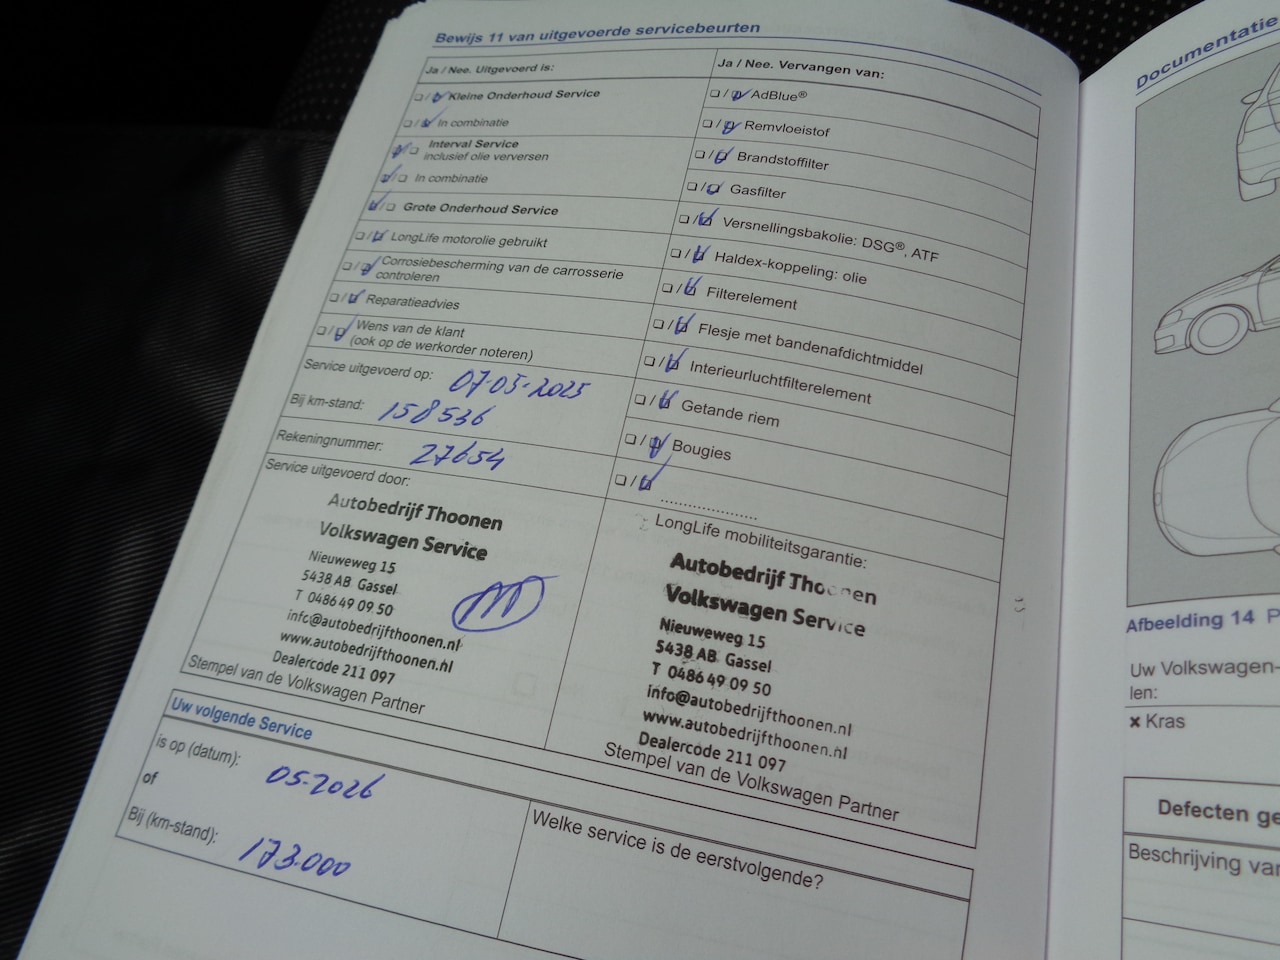 Bewijs 11 van uitgevoerde servicebeurten
Ja / Nee. Uitgevoerd is:
Kleine Onderhoud Service
In combinatie
Interval Service
inclusief olie verversen
In combinatie
Grote Onderhoud Service
LongLife motorolie gebruikt
Corrosiebescherming van de carrosserie
controleren
Reparatieadvies
Wens van de klant
(ook op de werkorder noteren)
Service uitgevoerd op: 07-05-2025
Bij km-stand: 158536
Rekeningnummer: 27654
Service uitgevoerd door:
Autobedrijf Thoonen
Volkswagen Service
Nieuweweg 15
5438 AB Gassel
T 0486 49 09 50
info@autobedrijfthoonen.nl
www.autobedrijfthoonen.nl
Dealercode 211 097
Stempel van de Volkswagen Partner
Ja / Nee. Vervangen van:
AdBlue®
Remvloeistof
Brandstoffilter
Gasfilter
Versnellingsbakolie: DSG®, ATF
Haldex-koppeling: olie
Filterelement
Flesje met bandenafdichtmiddel
Interieurluchtfilterelement
Getande riem
Bougies
LongLife mobiliteitsgarantie:
Autobedrijf Thoonen
Volkswagen Service
Nieuweweg 15
5438 AB Gassel
T 0486 49 09 50
info@autobedrijfthoonen.nl
www.autobedrijfthoonen.nl
Dealercode 211 097
Stempel van de Volkswagen Partner
Uw volgende Service
is op (datum): 05-2026
of
Bij (km-stand): 173.000
Welke service is de eerstvolgende?
Documentatie
Afbeelding 14 P
Uw Volkswagen-
len:
× Kras
Defecten ge
Beschrijving van